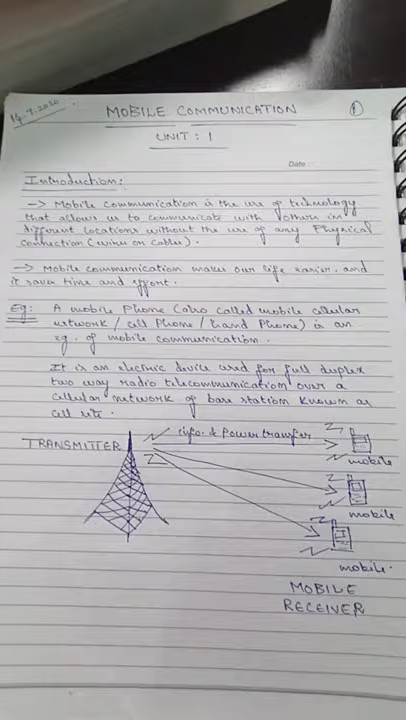 14.9.2020
MOBILE COMMUNICATION
1
UNIT : 1
Date :
Introduction:
→ Mobile communication is the use of technology
that allows us to communicate with others in
different locations without the use of any Physical
connection (wires or cables).
→ Mobile communication makes our life easier, and
it saves time and effort.
Eg: A mobile Phone (also called mobile cellular
network / cell Phone / hand Phone) is an
eg. of mobile communication.
It is an electric device used for full duplex
two way radio telecommunication over a
cellular network of base station known as
cell site.
TRANSMITTER
info. & power transfer
mobile
mobile
mobile.
MOBILE
RECEIVER